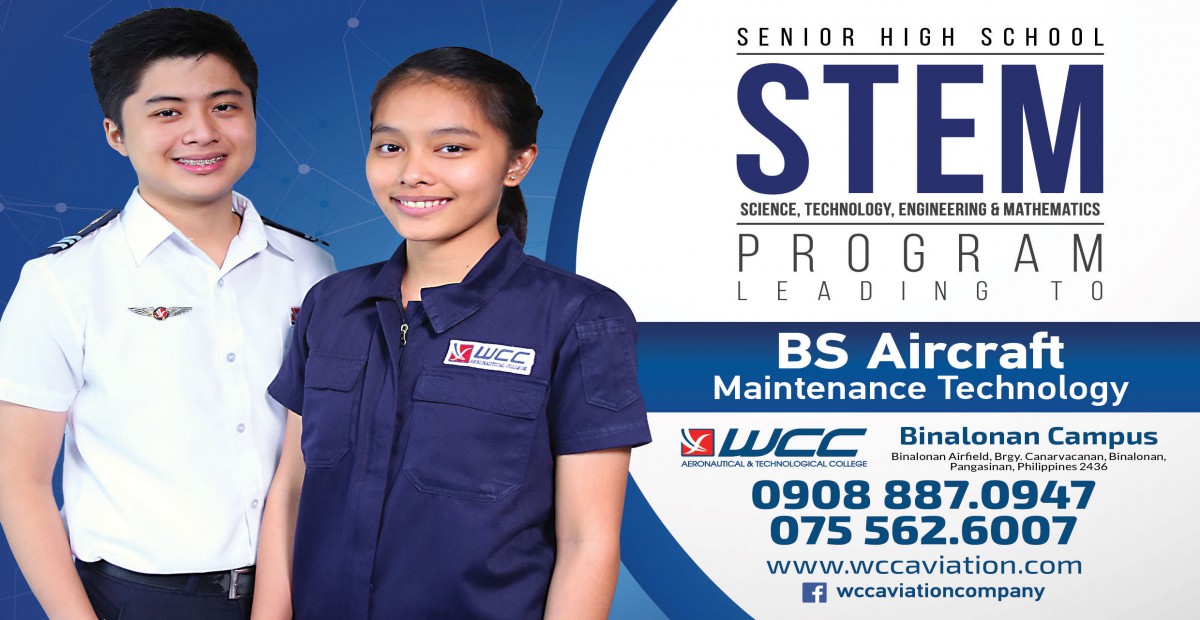 SENIOR HIGH SCHOOL
STEM
SCIENCE, TECHNOLOGY, ENGINEERING & MATHEMATICS
PROGRAM
LEADING TO
BS Aircraft
Maintenance Technology
WCC
AERONAUTICAL COLLEGE
WCC
AERONAUTICAL & TECHNOLOGICAL COLLEGE
Binalonan Campus
Binalonan Airfield, Brgy. Canarvacanan, Binalonan,
Pangasinan, Philippines 2436
0908 887.0947
075 562.6007
www.wccaviation.com
wccaviationcompany